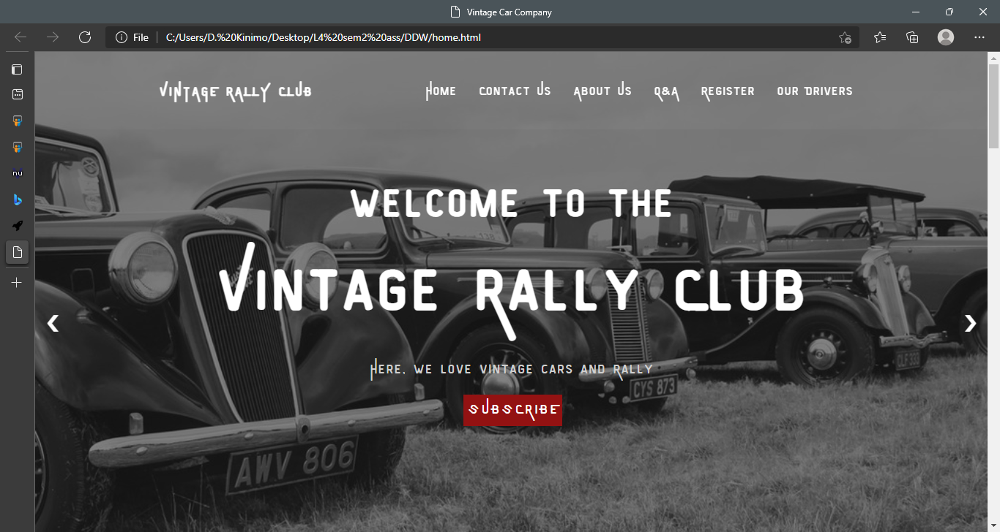 Vintage Car Company
File
C:/Users/D.%20Kinimo/Desktop/L4%20sem2%20ass/DDW/home.html
nu
VINTAGE RALLY CLUB
HOME CONTACT US ABOUT US Q&A REGISTER OUR DRIVERS
WELCOME TO THE
VINTAGE RALLY CLUB
HERE, WE LOVE VINTAGE CARS AND RALLY
SUBSCRIBE
CYS 873
AWV 806